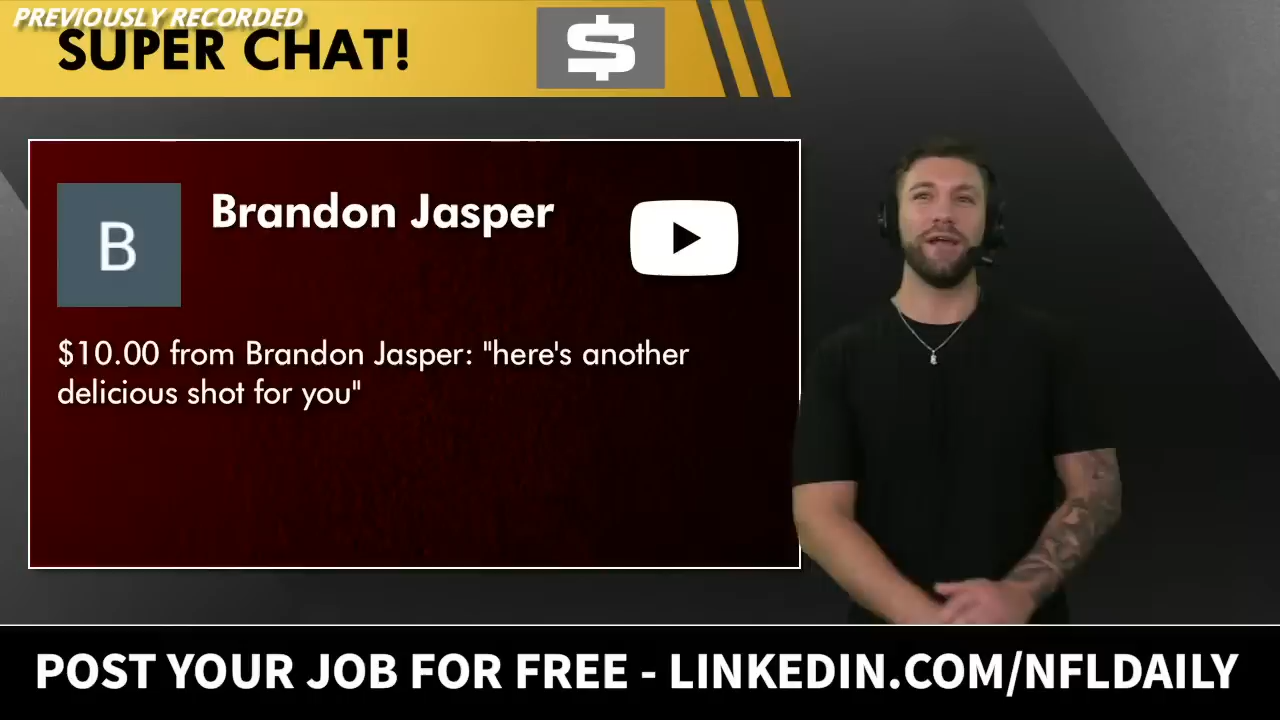 PREVIOUSLY RECORDED
SUPER CHAT!
$
B
Brandon Jasper
$10.00 from Brandon Jasper: "here's another
delicious shot for you"
POST YOUR JOB FOR FREE - LINKEDIN.COM/NFLDAILY